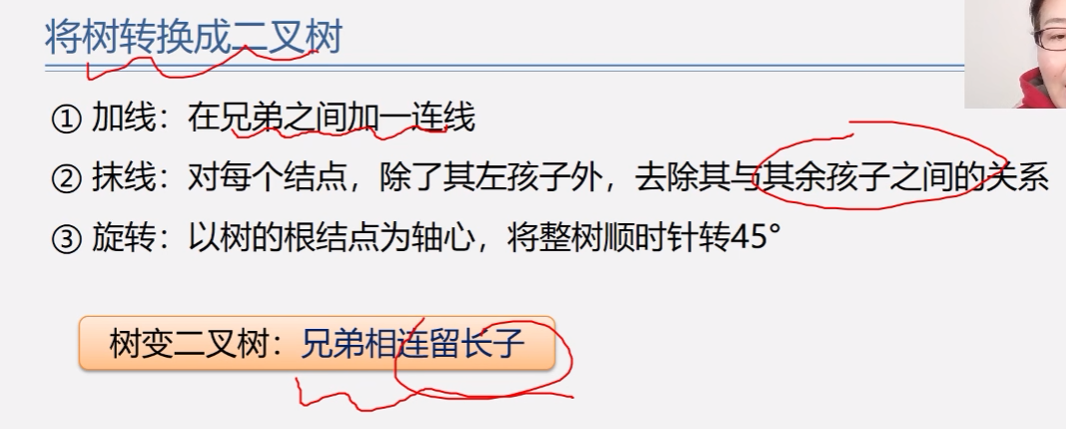 将树转换成二叉树
① 加线：在兄弟之间加一连线
② 抹线：对每个结点，除了其左孩子外，去除其与其余孩子之间的关系
③ 旋转：以树的根结点为轴心，将整树顺时针转45°
树变二叉树：兄弟相连留长子